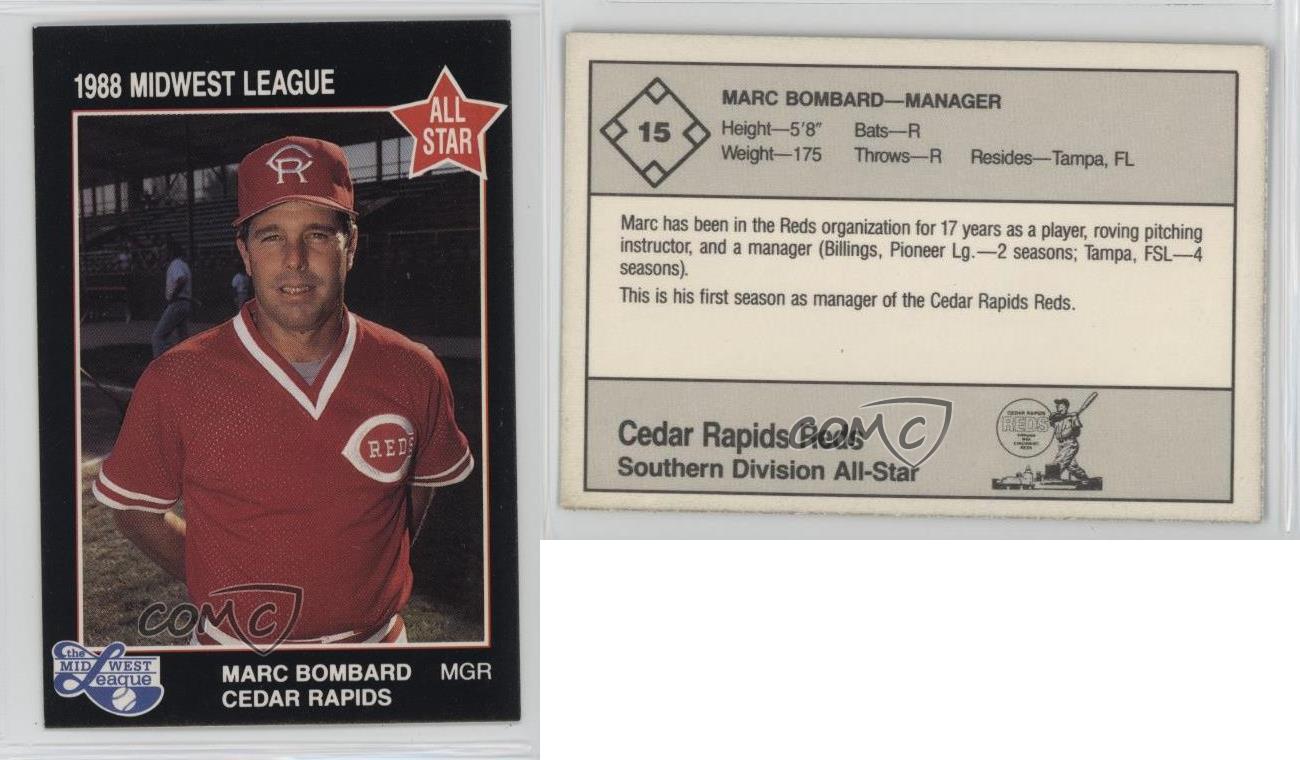 1988 MIDWEST LEAGUE
ALL
STAR
CR
REDS
COMC
the
MIDWEST
League
MARC BOMBARD MGR
CEDAR RAPIDS
15
MARC BOMBARD—MANAGER
Height—5'8" Bats—R
Weight—175 Throws—R Resides—Tampa, FL
Marc has been in the Reds organization for 17 years as a player, roving pitching
instructor, and a manager (Billings, Pioneer Lg.—2 seasons; Tampa, FSL—4
seasons).
This is his first season as manager of the Cedar Rapids Reds.
Cedar Rapids Reds
Southern Division All-Star
COMC
CEDAR RAPIDS
REDS
CINCINNATI
REDS